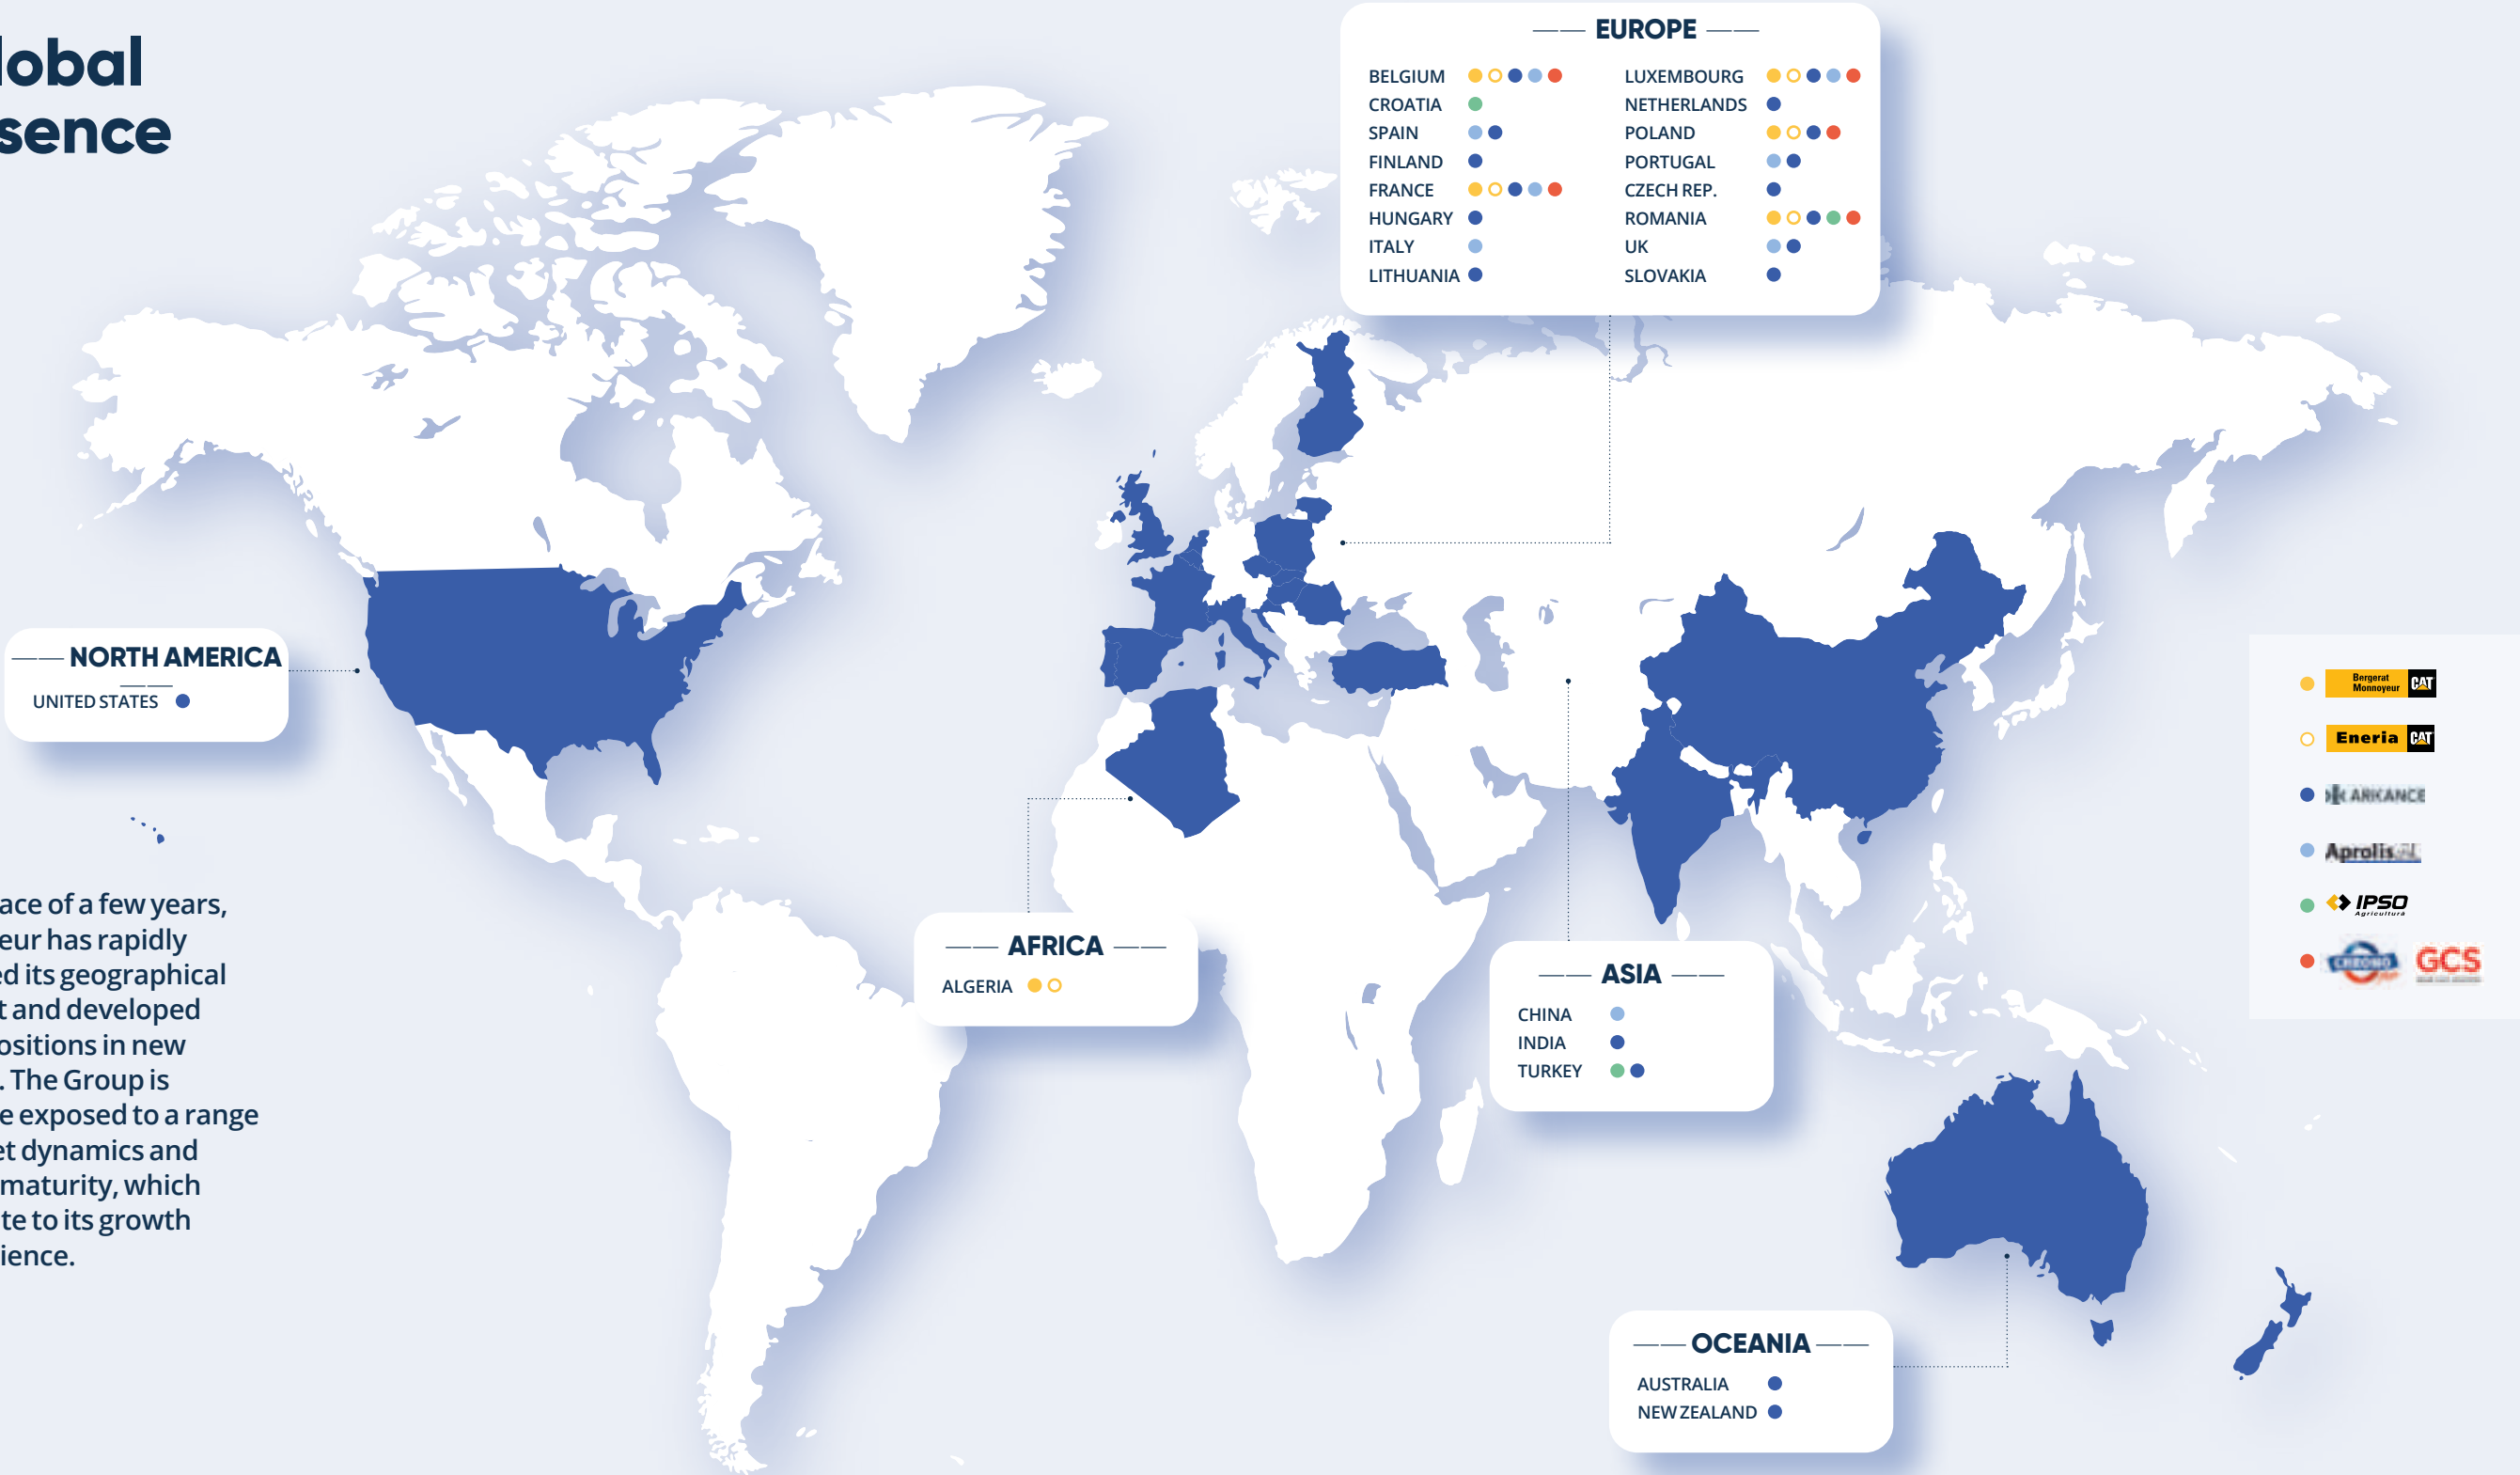 lobal
sence
EUROPE
BELGIUM
CROATIA
SPAIN
FINLAND
FRANCE
HUNGARY
ITALY
LITHUANIA
LUXEMBOURG
NETHERLANDS
POLAND
PORTUGAL
CZECH REP.
ROMANIA
UK
SLOVAKIA
NORTH AMERICA
UNITED STATES
ace of a few years,
eur has rapidly
ed its geographical
t and developed
ositions in new
. The Group is
e exposed to a range
et dynamics and
maturity, which
te to its growth
ience.
AFRICA
ALGERIA
ASIA
CHINA
INDIA
TURKEY
OCEANIA
AUSTRALIA
NEW ZEALAND
Bergerat
Monnoyeur CAT
Eneria CAT
ARKANCE
Aprolis
IPSO
Agricultură
CHRONO
GCS